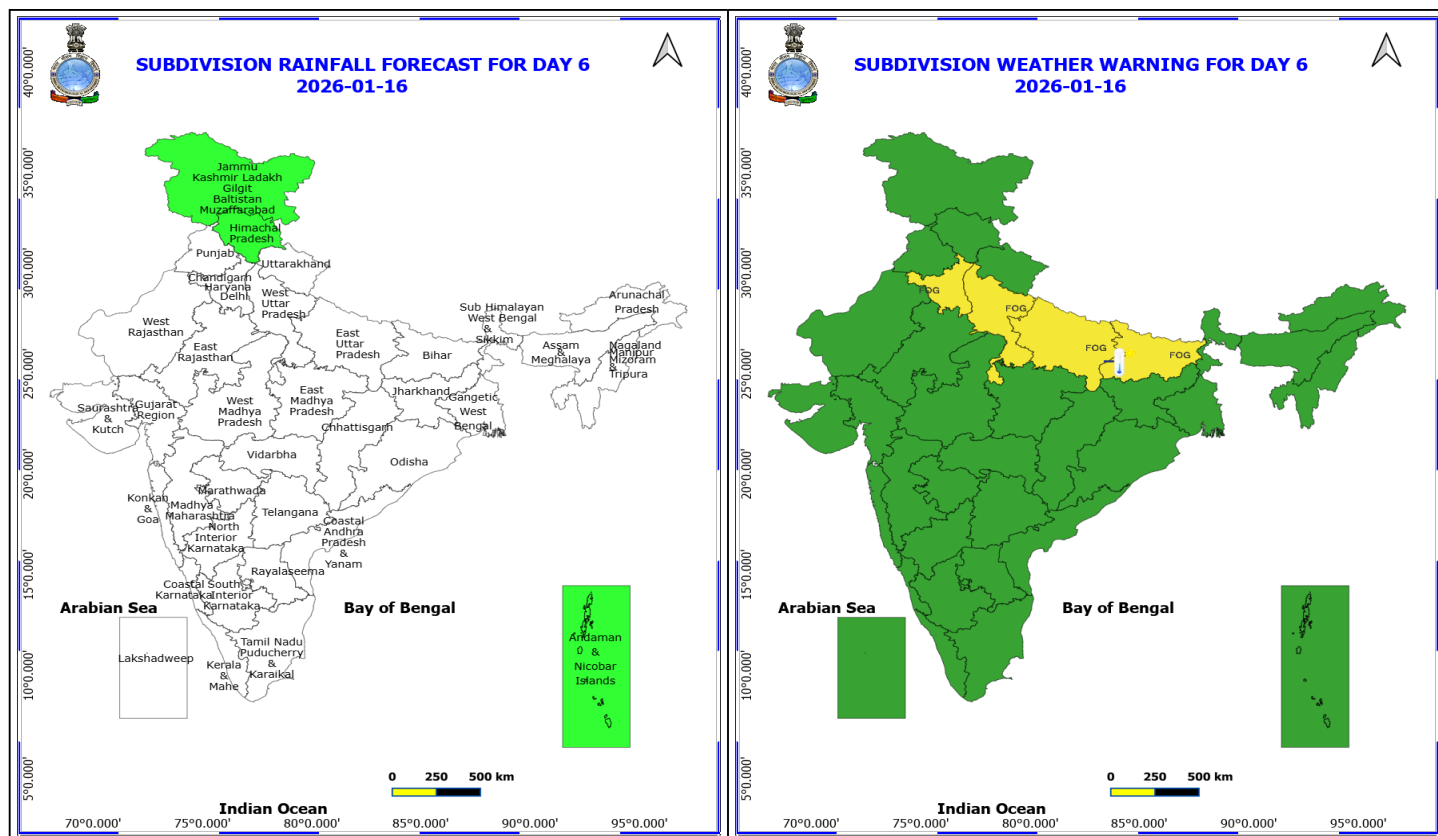 SUBDIVISION RAINFALL FORECAST FOR DAY 6
2026-01-16
40°0.000'
35°0.000'
30°0.000'
25°0.000'
20°0.000'
15°0.000'
10°0.000'
5°0.000'
Jammu
Kashmir Ladakh
Gilgit
Baltistan
Muzaffarabad
Himachal
Pradesh
Punjab
Uttarakhand
Chandigarh
Haryana
Delhi
West
Uttar
Pradesh
West
Rajasthan
East
Rajasthan
East
Uttar
Pradesh
Bihar
Sub Himalayan
West Bengal
&
Sikkim
Arunachal
Pradesh
Assam
&
Meghalaya
Nagaland
Manipur
Mizoram
&
Tripura
Saurashtra
&
Kutch
Gujarat
Region
West
Madhya
Pradesh
East
Madhya
Pradesh
Jharkhand
Gangetic
West
Bengal
Chhattisgarh
Vidarbha
Odisha
Konkan
&
Goa
Madhya
Maharashtra
Marathwada
Telangana
North
Interior
Karnataka
Coastal
Andhra
Pradesh
&
Yanam
Rayalaseema
Coastal
Karnataka
South
Interior
Karnataka
Arabian Sea
Bay of Bengal
Lakshadweep
Kerala
&
Mahe
Tamil Nadu
Puducherry
&
Karaikal
Andaman
&
Nicobar
Islands
0 250 500 km
Indian Ocean
70°0.000' 75°0.000' 80°0.000' 85°0.000' 90°0.000' 95°0.000'
SUBDIVISION WEATHER WARNING FOR DAY 6
2026-01-16
40°0.000'
35°0.000'
30°0.000'
25°0.000'
20°0.000'
15°0.000'
10°0.000'
5°0.000'
FOG
FOG
FOG
FOG
Arabian Sea
Bay of Bengal
0 250 500 km
Indian Ocean
70°0.000' 75°0.000' 80°0.000' 85°0.000' 90°0.000' 95°0.000'